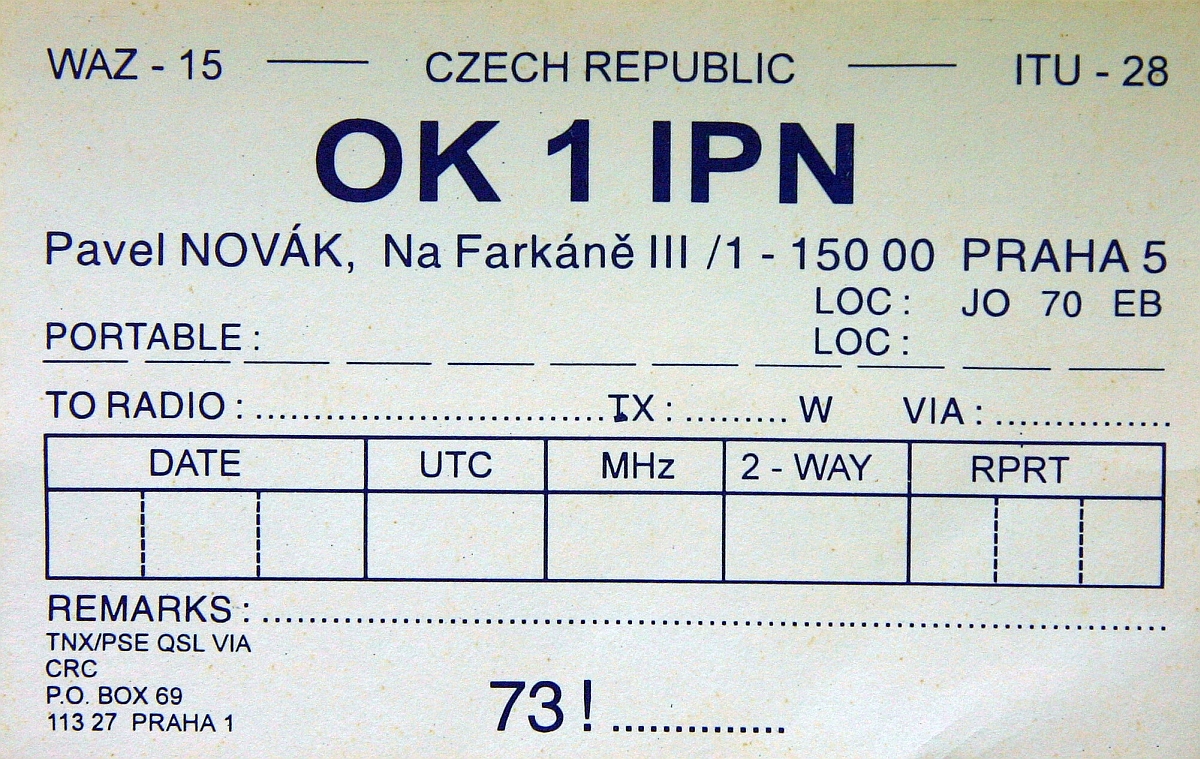 WAZ - 15 — CZECH REPUBLIC — ITU - 28
OK 1 IPN
Pavel NOVÁK, Na Farkáně III /1 - 150 00 PRAHA 5
LOC : JO 70 EB
PORTABLE : LOC :
TO RADIO : .............................. TX : ......... W VIA : ...............
DATE UTC MHz 2 - WAY RPRT
REMARKS : ................................................................................
TNX/PSE QSL VIA
CRC
P.O. BOX 69
113 27 PRAHA 1
73 ! ...............